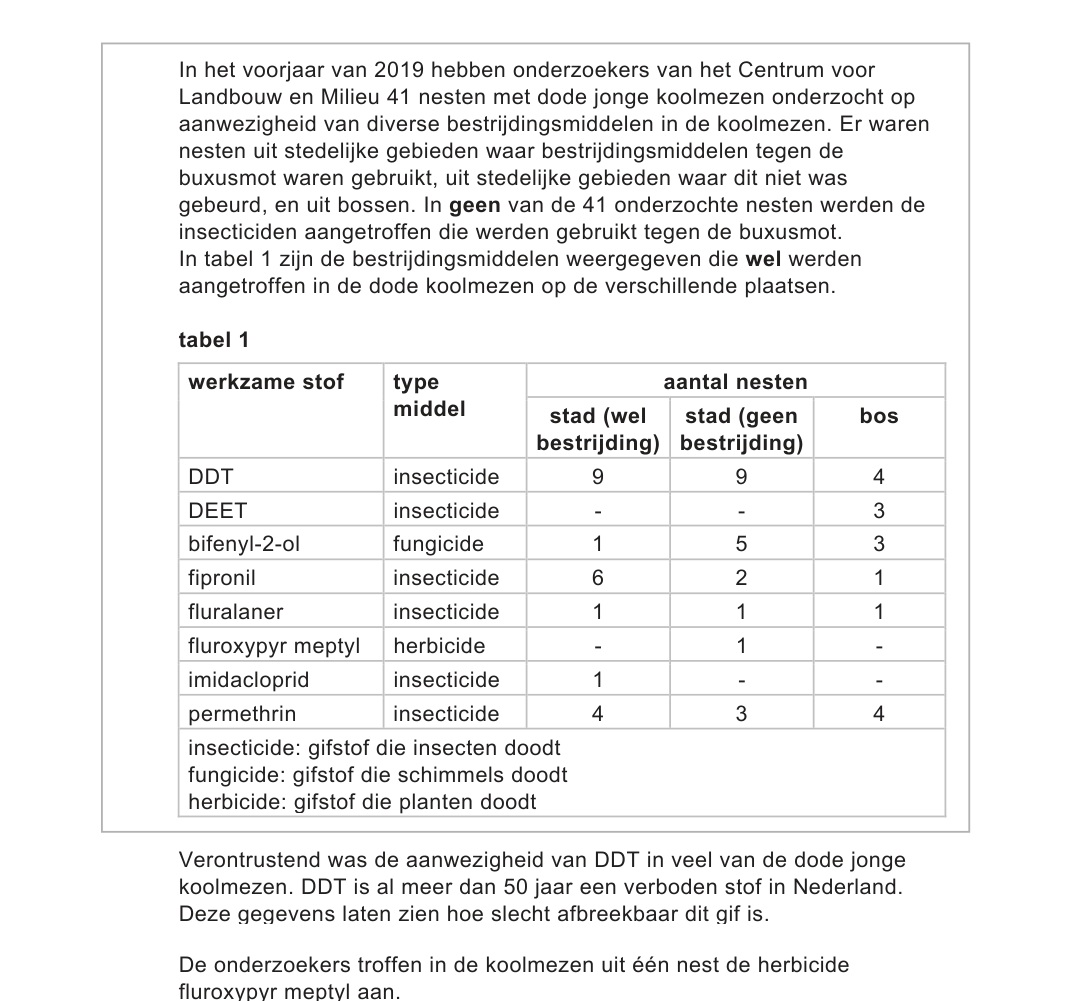 In het voorjaar van 2019 hebben onderzoekers van het Centrum voor
Landbouw en Milieu 41 nesten met dode jonge koolmezen onderzocht op
aanwezigheid van diverse bestrijdingsmiddelen in de koolmezen. Er waren
nesten uit stedelijke gebieden waar bestrijdingsmiddelen tegen de
buxusmot waren gebruikt, uit stedelijke gebieden waar dit niet was
gebeurd, en uit bossen. In geen van de 41 onderzochte nesten werden de
insecticiden aangetroffen die werden gebruikt tegen de buxusmot.
In tabel 1 zijn de bestrijdingsmiddelen weergegeven die wel werden
aangetroffen in de dode koolmezen op de verschillende plaatsen.
tabel 1
werkzame stof type middel aantal nesten
stad (wel bestrijding) stad (geen bestrijding) bos
DDT insecticide 9 9 4
DEET insecticide - - 3
bifenyl-2-ol fungicide 1 5 3
fipronil insecticide 6 2 1
fluralaner insecticide 1 1 1
fluroxypyr meptyl herbicide - 1 -
imidacloprid insecticide 1 - -
permethrin insecticide 4 3 4
insecticide: gifstof die insecten doodt
fungicide: gifstof die schimmels doodt
herbicide: gifstof die planten doodt
Verontrustend was de aanwezigheid van DDT in veel van de dode jonge
koolmezen. DDT is al meer dan 50 jaar een verboden stof in Nederland.
Deze gegevens laten zien hoe slecht afbreekbaar dit gif is.
De onderzoekers troffen in de koolmezen uit één nest de herbicide
fluroxypyr meptyl aan.